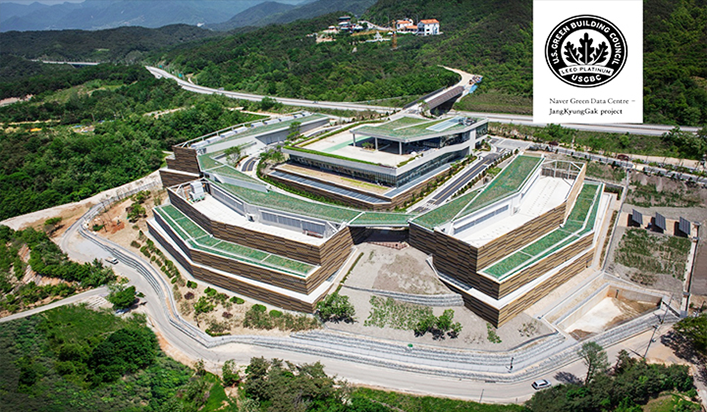 U.S. GREEN BUILDING COUNCIL
LEED PLATINUM
USGBC
Naver Green Data Centre –
JangKyungGak project